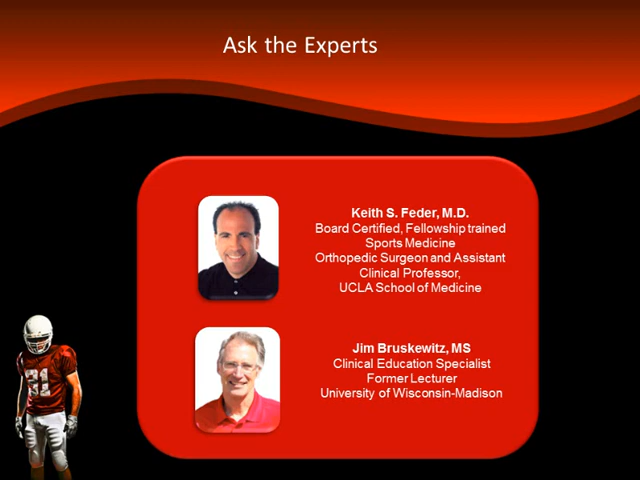 Ask the Experts
Keith S. Feder, M.D.
Board Certified, Fellowship trained
Sports Medicine
Orthopedic Surgeon and Assistant
Clinical Professor,
UCLA School of Medicine
Jim Bruskewitz, MS
Clinical Education Specialist
Former Lecturer
University of Wisconsin-Madison
21